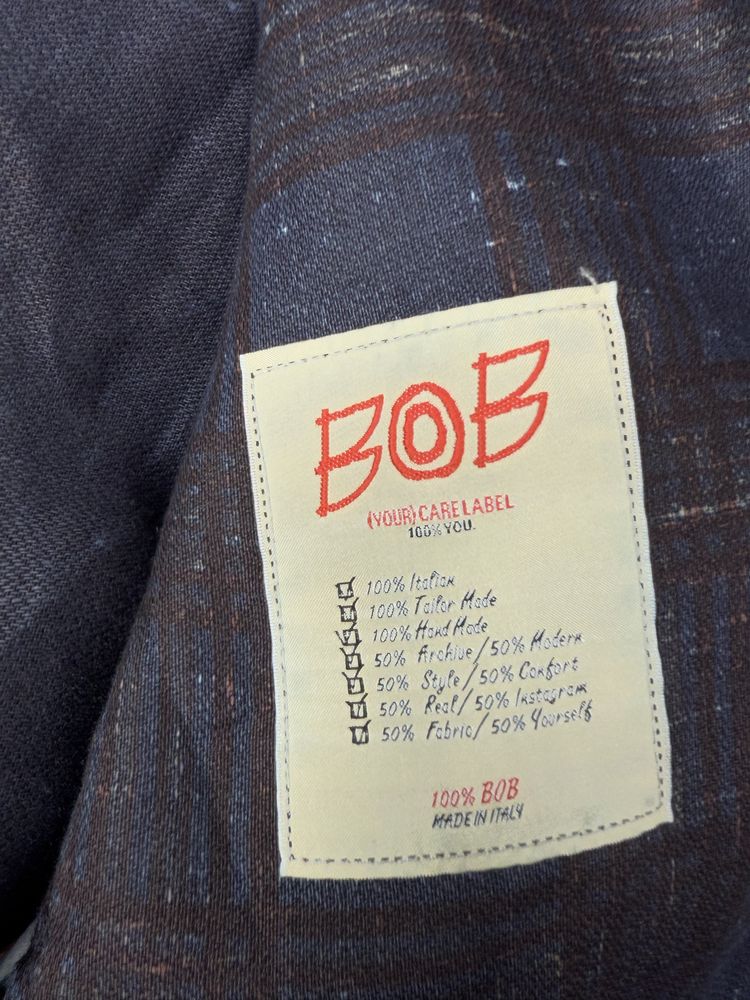 BOB
(YOUR) CARE LABEL
100% YOU.
100% Italian
100% Tailor Made
100% Hand Made
50% Archive/50% Modern
50% Style/50% Comfort
50% Real/50% Instagram
50% Fabric/50% Yourself
100% BOB
MADE IN ITALY